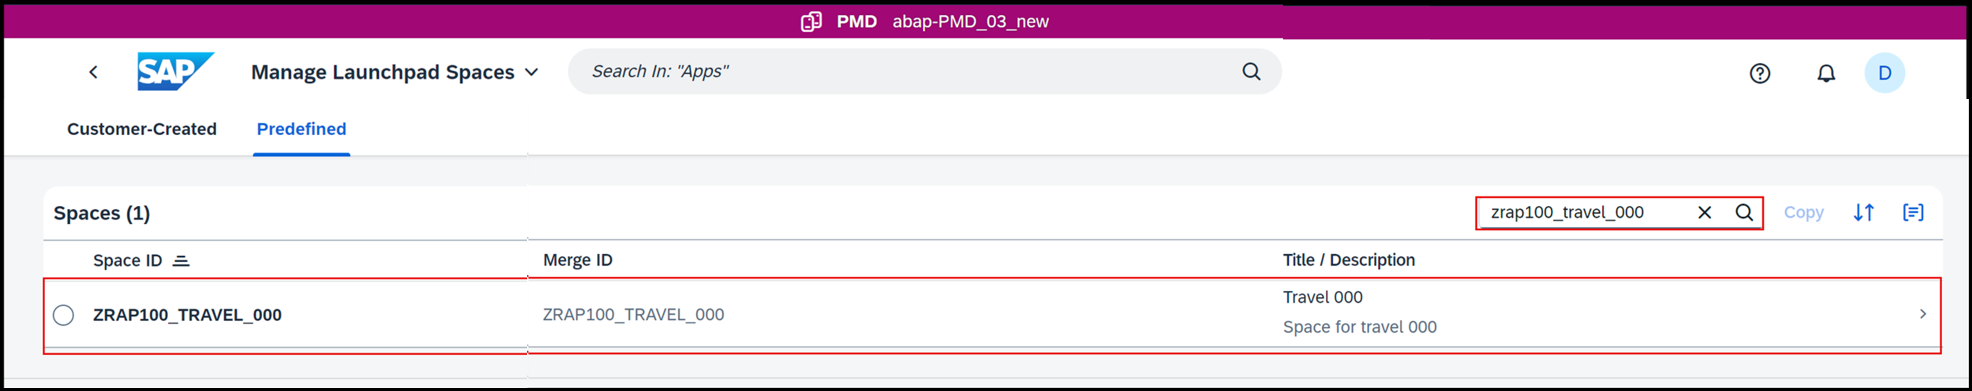 PMD abap-PMD_03_new
SAP Manage Launchpad Spaces Search In: "Apps" D
Customer-Created Predefined
Spaces (1) zrap100_travel_000 Copy
Space ID Merge ID Title / Description
ZRAP100_TRAVEL_000 ZRAP100_TRAVEL_000 Travel 000
Space for travel 000